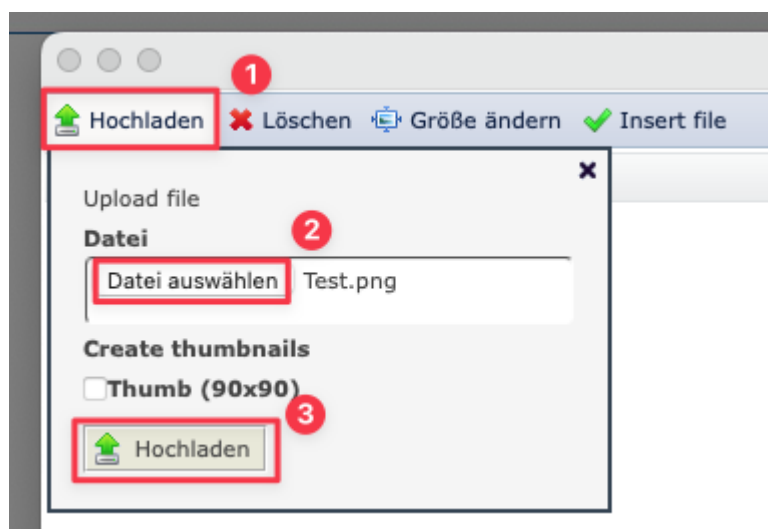 1
Hochladen Löschen Größe ändern Insert file
Upload file
2
Datei
Datei auswählen Test.png
Create thumbnails
Thumb (90x90)
3
Hochladen